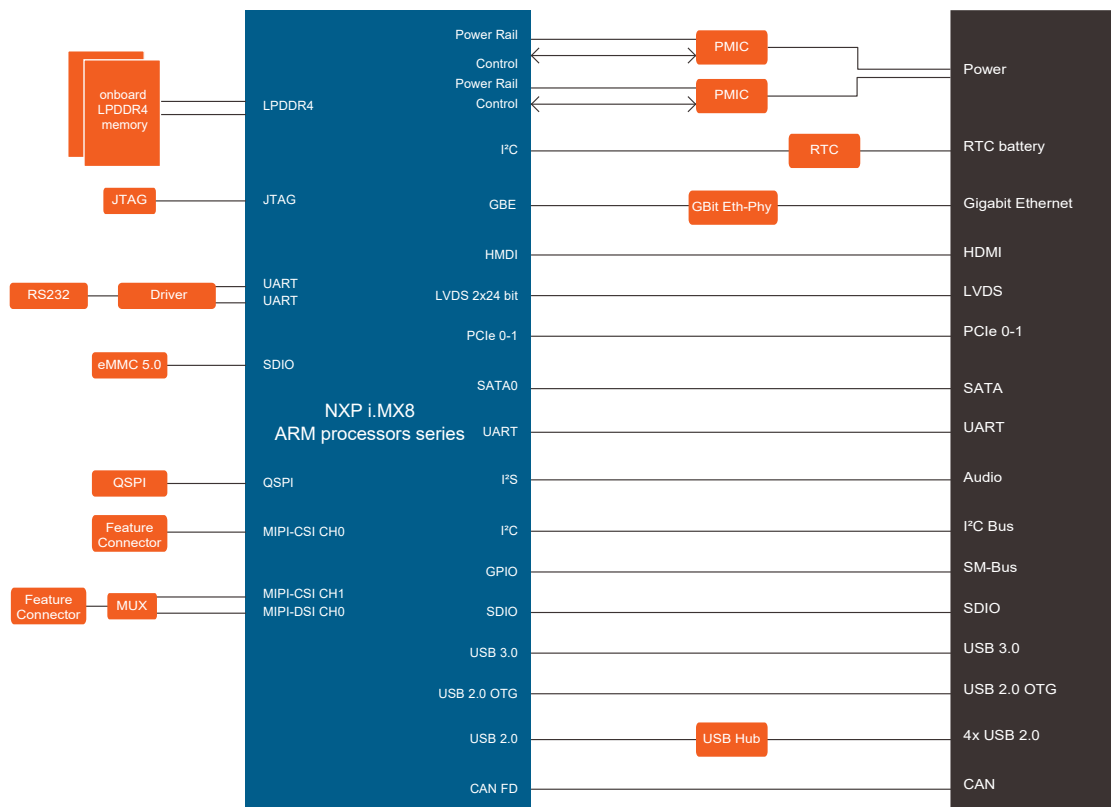 onboard
LPDDR4
memory
JTAG
RS232
Driver
eMMC 5.0
QSPI
Feature
Connector
Feature
Connector
MUX
LPDDR4
JTAG
UART
UART
SDIO
QSPI
MIPI-CSI CH0
MIPI-CSI CH1
MIPI-DSI CH0
NXP i.MX8
ARM processors series
Power Rail
Control
Power Rail
Control
I²C
GBE
HMDI
LVDS 2x24 bit
PCIe 0-1
SATA0
UART
I²S
I²C
GPIO
SDIO
USB 3.0
USB 2.0 OTG
USB 2.0
CAN FD
PMIC
PMIC
RTC
GBit Eth-Phy
USB Hub
Power
RTC battery
Gigabit Ethernet
HDMI
LVDS
PCIe 0-1
SATA
UART
Audio
I²C Bus
SM-Bus
SDIO
USB 3.0
USB 2.0 OTG
4x USB 2.0
CAN